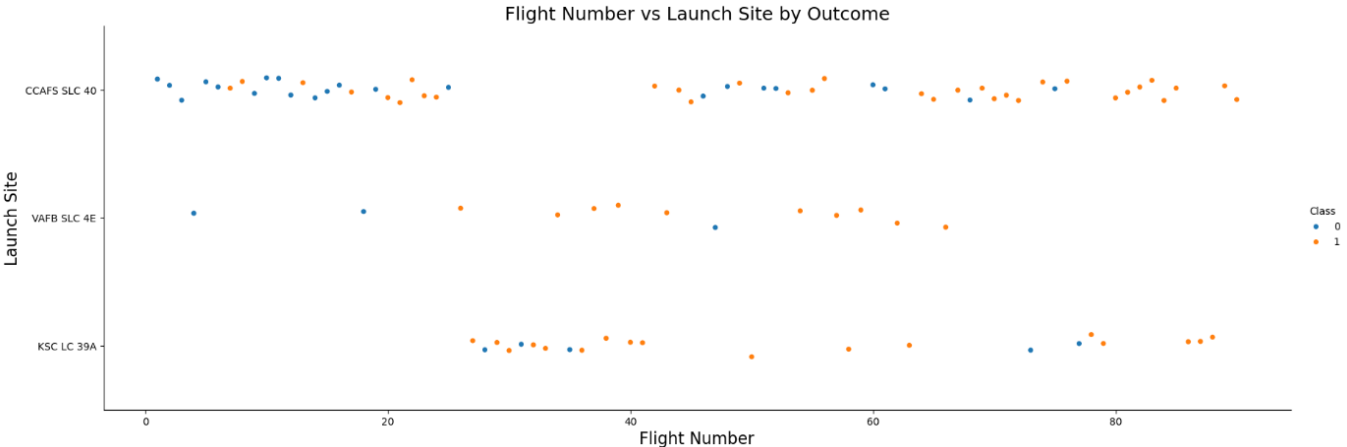 Flight Number vs Launch Site by Outcome
Launch Site
CCAFS SLC 40
VAFB SLC 4E
KSC LC 39A
0 20 40 60 80
Flight Number
Class
0
1